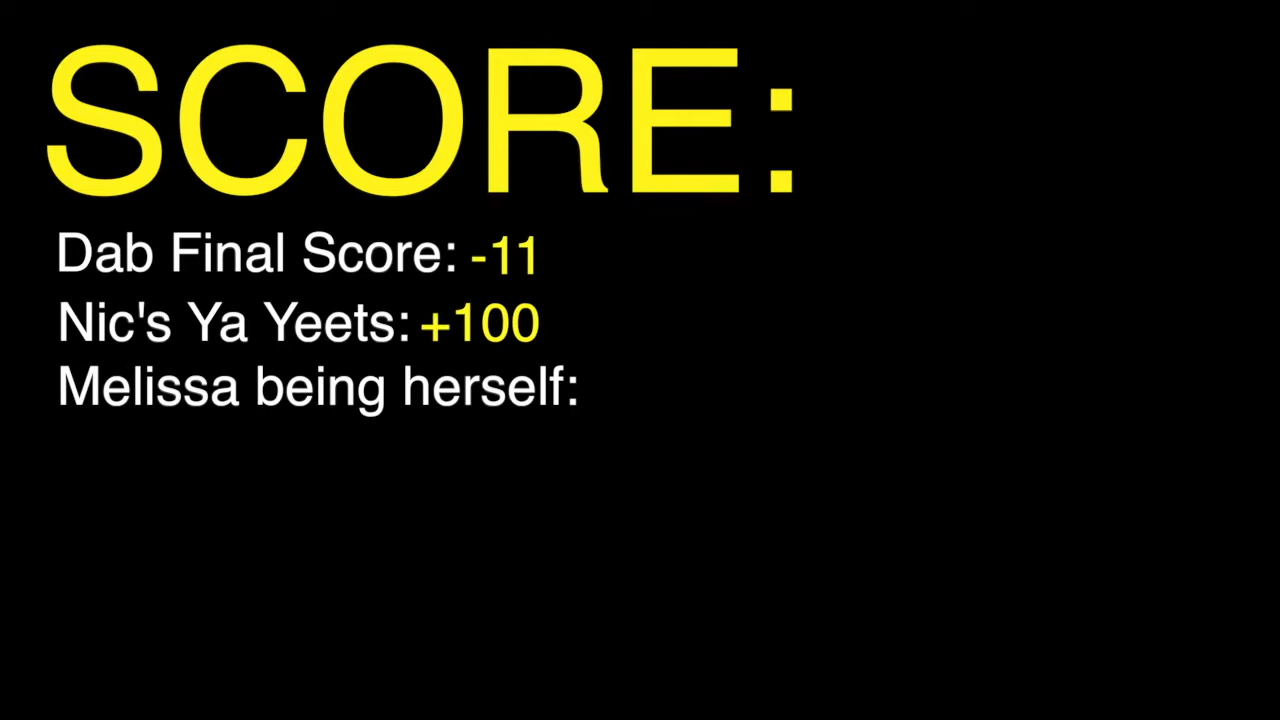 SCORE:
Dab Final Score: -11
Nic's Ya Yeets: +100
Melissa being herself: